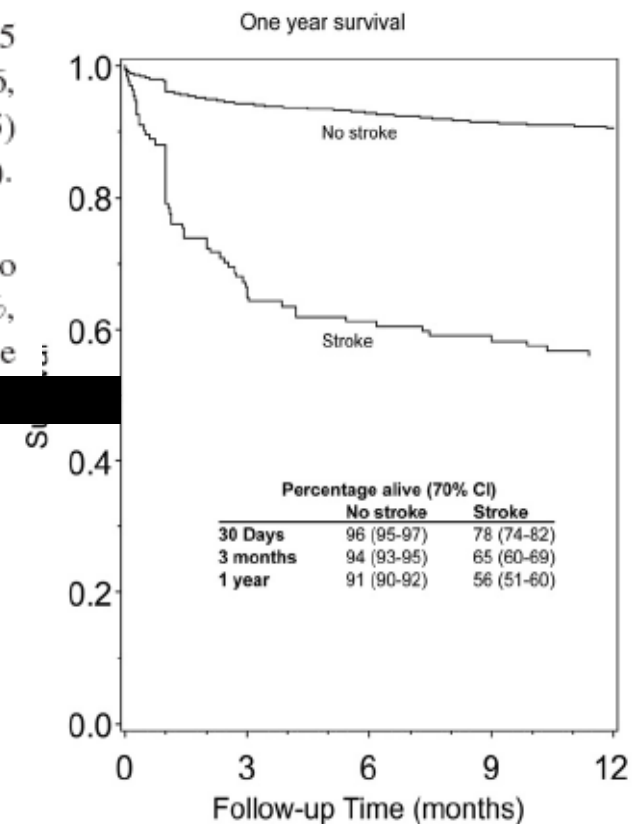 One year survival
5
6,
5)
).
o
%,
e
1.0
0.8
0.6
0.4
0.2
0.0
No stroke
Stroke
Percentage alive (70% CI)
No stroke Stroke
30 Days 96 (95-97) 78 (74-82)
3 months 94 (93-95) 65 (60-69)
1 year 91 (90-92) 56 (51-60)
0 3 6 9 12
Follow-up Time (months)